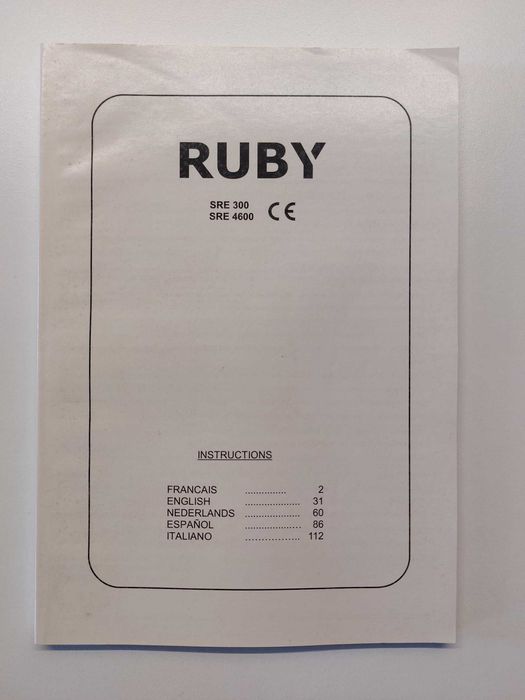 RUBY
SRE 300
SRE 4600 CE
INSTRUCTIONS
FRANCAIS ............... 2
ENGLISH .................... 31
NEDERLANDS .................... 60
ESPAÑOL ..................... 86
ITALIANO ................. 112